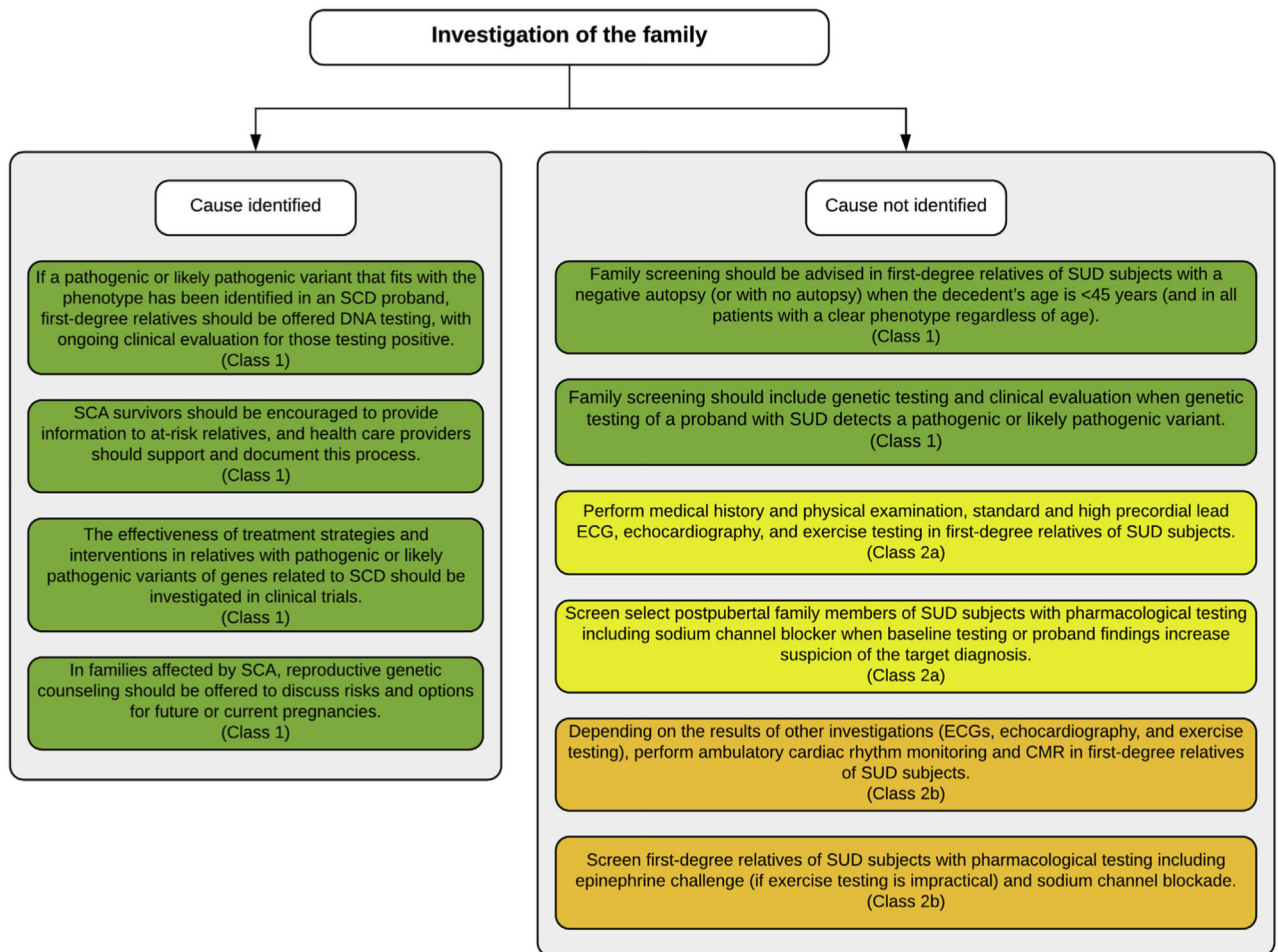 Investigation of the family
Cause identified
If a pathogenic or likely pathogenic variant that fits with the
phenotype has been identified in an SCD proband,
first-degree relatives should be offered DNA testing, with
ongoing clinical evaluation for those testing positive.
(Class 1)
SCA survivors should be encouraged to provide
information to at-risk relatives, and health care providers
should support and document this process.
(Class 1)
The effectiveness of treatment strategies and
interventions in relatives with pathogenic or likely
pathogenic variants of genes related to SCD should be
investigated in clinical trials.
(Class 1)
In families affected by SCA, reproductive genetic
counseling should be offered to discuss risks and options
for future or current pregnancies.
(Class 1)
Cause not identified
Family screening should be advised in first-degree relatives of SUD subjects with a
negative autopsy (or with no autopsy) when the decedent's age is <45 years (and in all
patients with a clear phenotype regardless of age).
(Class 1)
Family screening should include genetic testing and clinical evaluation when genetic
testing of a proband with SUD detects a pathogenic or likely pathogenic variant.
(Class 1)
Perform medical history and physical examination, standard and high precordial lead
ECG, echocardiography, and exercise testing in first-degree relatives of SUD subjects.
(Class 2a)
Screen select postpubertal family members of SUD subjects with pharmacological testing
including sodium channel blocker when baseline testing or proband findings increase
suspicion of the target diagnosis.
(Class 2a)
Depending on the results of other investigations (ECGs, echocardiography, and exercise
testing), perform ambulatory cardiac rhythm monitoring and CMR in first-degree relatives
of SUD subjects.
(Class 2b)
Screen first-degree relatives of SUD subjects with pharmacological testing including
epinephrine challenge (if exercise testing is impractical) and sodium channel blockade.
(Class 2b)